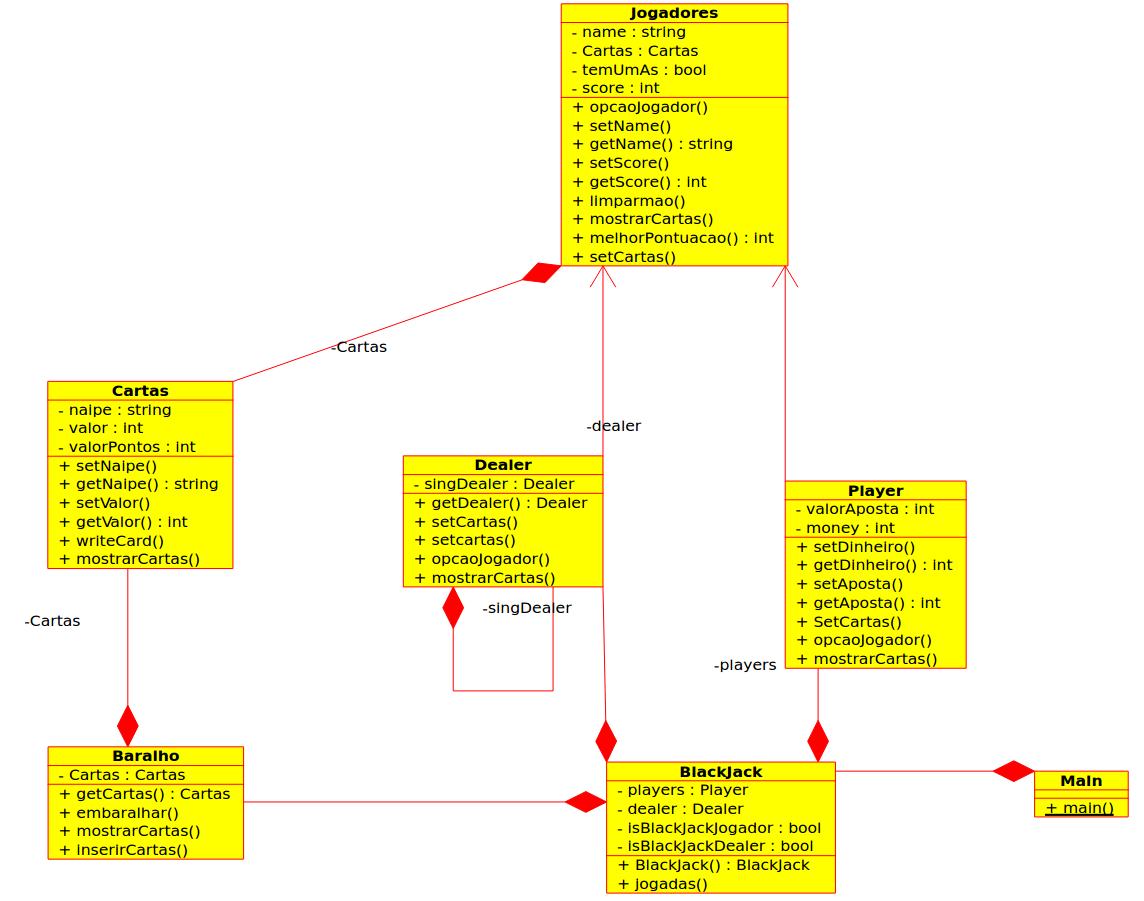 Jogadores
- name : string
- Cartas : Cartas
- temUmAs : bool
- score : int
+ opcaoJogador()
+ setName()
+ getName() : string
+ setScore()
+ getScore() : int
+ limparmao()
+ mostrarCartas()
+ melhorPontuacao() : int
+ setCartas()
-Cartas
Cartas
- naipe : string
- valor : int
- valorPontos : int
+ setNaipe()
+ getNaipe() : string
+ setValor()
+ getValor() : int
+ writeCard()
+ mostrarCartas()
-dealer
Dealer
- singDealer : Dealer
+ getDealer() : Dealer
+ setCartas()
+ setcartas()
+ opcaoJogador()
+ mostrarCartas()
-singDealer
Player
- valorAposta : int
- money : int
+ setDinheiro()
+ getDinheiro() : int
+ setAposta()
+ getAposta() : int
+ SetCartas()
+ opcaoJogador()
+ mostrarCartas()
-players
-Cartas
Baralho
- Cartas : Cartas
+ getCartas() : Cartas
+ embaralhar()
+ mostrarCartas()
+ inserirCartas()
BlackJack
- players : Player
- dealer : Dealer
- isBlackJackJogador : bool
- isBlackJackDealer : bool
+ BlackJack() : BlackJack
+ jogadas()
Main
+ main()